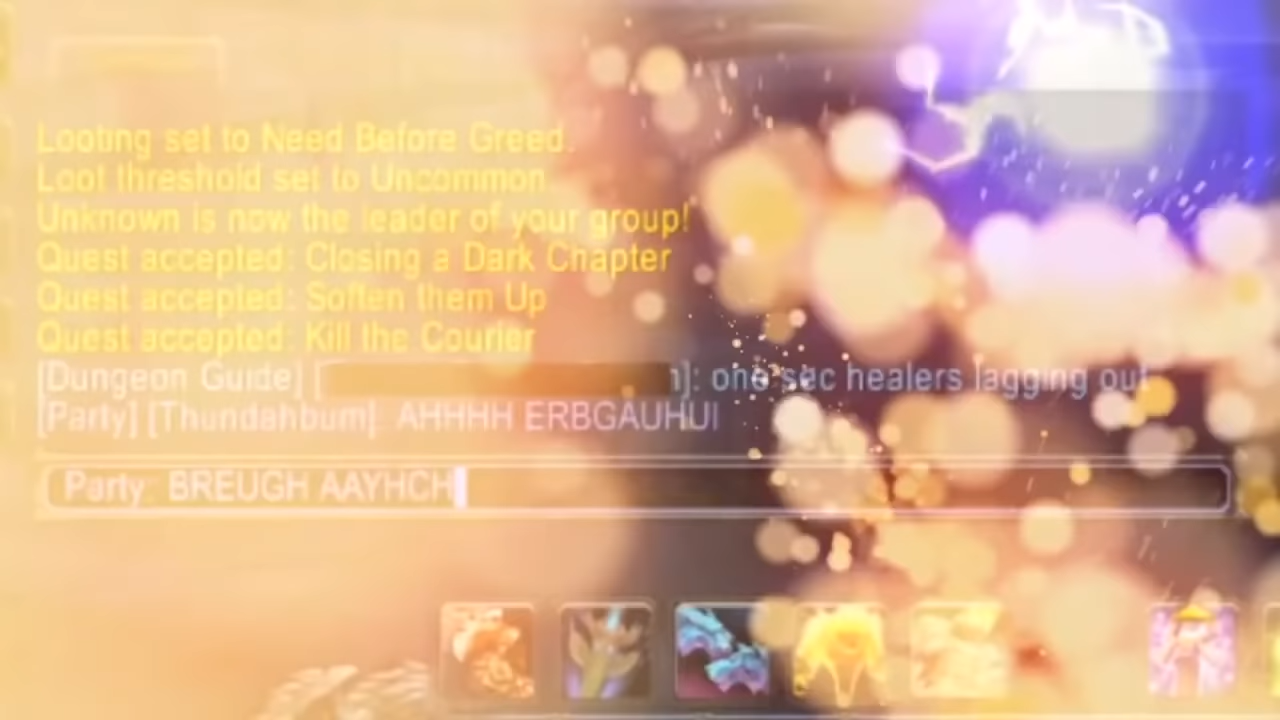 Looting set to Need Before Greed.
Loot threshold set to Uncommon.
Unknown is now the leader of your group!
Quest accepted: Closing a Dark Chapter
Quest accepted: Soften them Up
Quest accepted: Kill the Courier
[Dungeon Guide] [ ]: one sec healers lagging out
[Party] [Thundahbum]: AHHHH ERBGAUHUI
Party: BREUGH AAYHCH